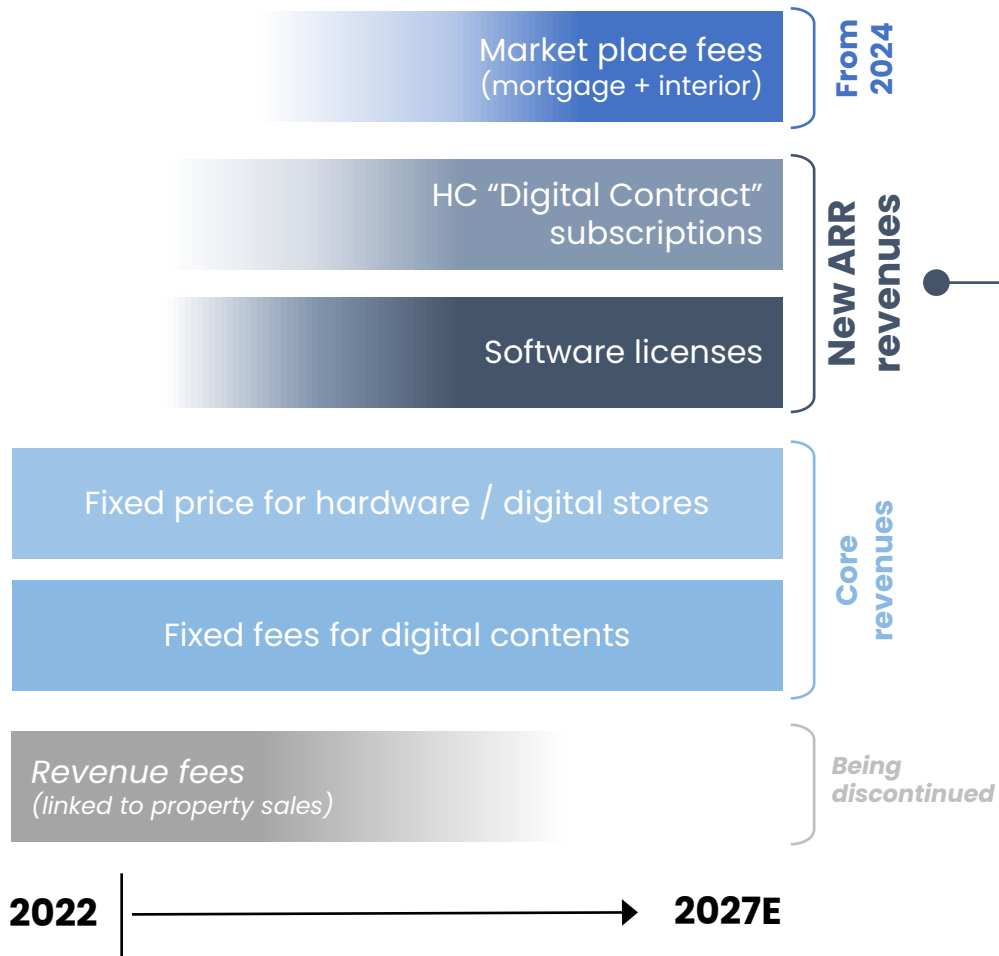 Market place fees
(mortgage + interior)
From
2024
HC “Digital Contract”
subscriptions
Software licenses
New ARR
revenues
Fixed price for hardware / digital stores
Fixed fees for digital contents
Core
revenues
Revenue fees
(linked to property sales)
Being
discontinued
2022
2027E